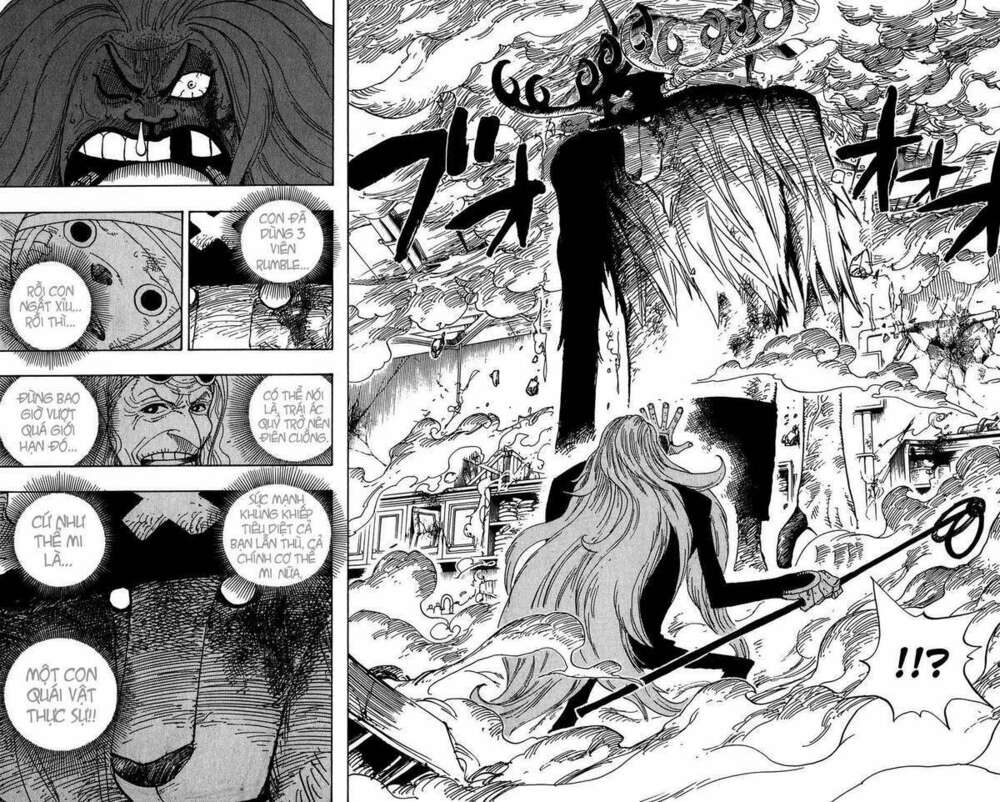 ブオ
オォ
!!?
CON ĐÃ
DÙNG 3
VIÊN
RUMBLE...
RỒI CON
NGẤT XỈU...
RỒI THÌ...
CÓ THỂ NÓI
LÀ, TRÁI ÁC
QUỶ TRỞ NÊN
ĐIÊN CUỒNG.
ĐỪNG BAO
GIỜ VƯỢT
QUÁ GIỚI
HẠN ĐÓ...
SỨC MẠNH
KHỦNG KHIẾP
TIÊU DIỆT CẢ
BẠN LẪN THÙ, CẢ
CHÍNH CƠ THỂ
MI NỮA.
CỨ NHƯ
THỂ MI
LÀ...
MỘT CON
QUÁI VẬT
THỰC SỰ!!